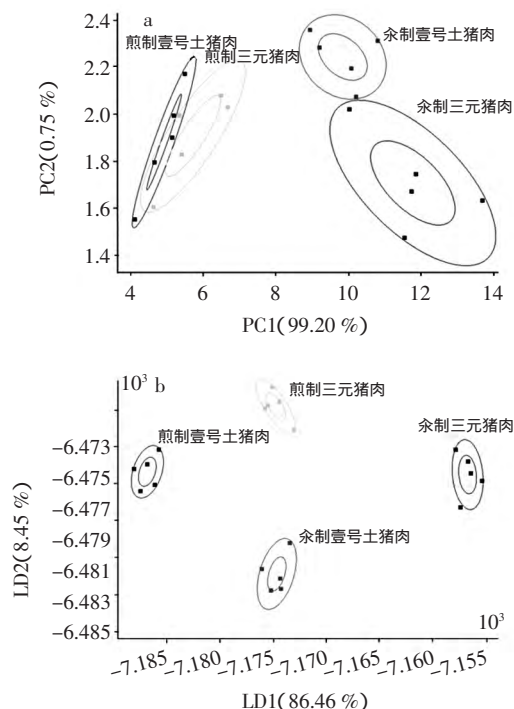 a
煎制壹号土猪肉
煎制三元猪肉
汆制壹号土猪肉
汆制三元猪肉
2.4
2.2
2.0
1.8
1.6
1.4
PC2(0.75 %)
4 6 8 10 12 14
PC1(99.20 %)
10³ b
煎制三元猪肉
煎制壹号土猪肉
汆制三元猪肉
汆制壹号土猪肉
−6.473
−6.475
−6.477
−6.479
−6.481
−6.483
−6.485
LD2(8.45 %)
10³
−7.185 −7.180 −7.175 −7.170 −7.165 −7.160 −7.155
LD1(86.46 %)